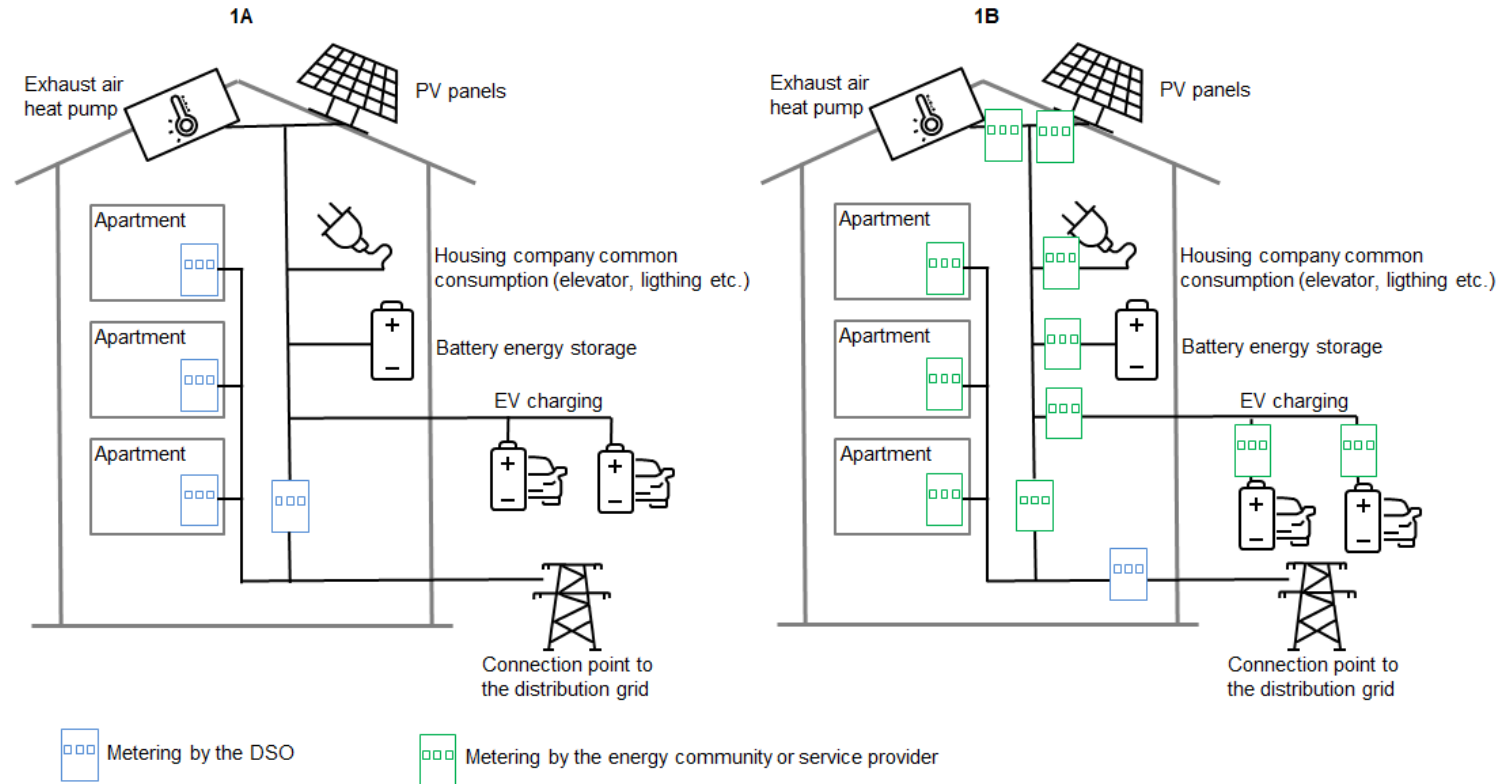 1A
Exhaust air
heat pump
PV panels
Apartment
Housing company common
consumption (elevator, ligthing etc.)
Apartment
Battery energy storage
EV charging
Apartment
Connection point to
the distribution grid
1B
Exhaust air
heat pump
PV panels
Apartment
Housing company common
consumption (elevator, ligthing etc.)
Apartment
Battery energy storage
EV charging
Apartment
Connection point to
the distribution grid
Metering by the DSO
Metering by the energy community or service provider